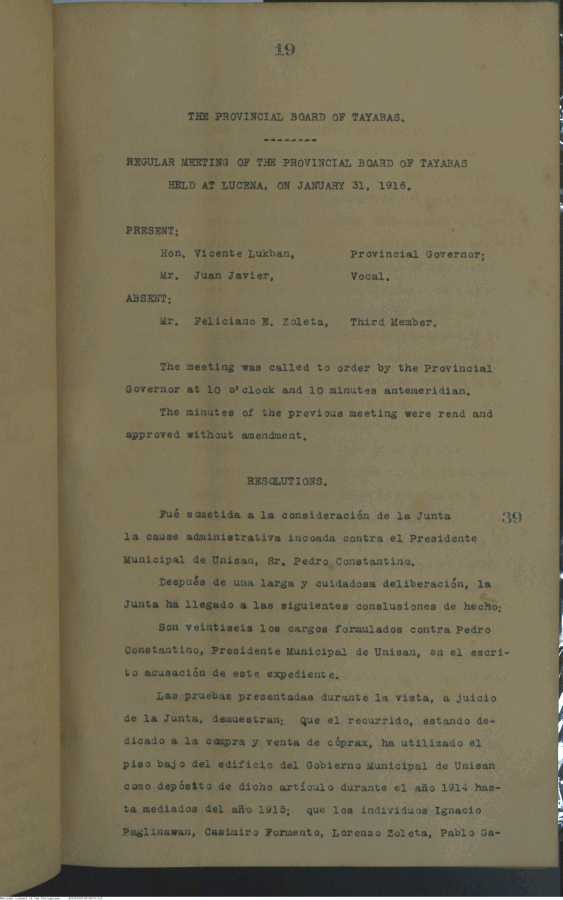 19
THE PROVINCIAL BOARD OF TAYABAS.
--------
REGULAR MEETING OF THE PROVINCIAL BOARD OF TAYABAS
HELD AT LUCENA, ON JANUARY 31, 1916.
PRESENT:
Hon. Vicente Lukban, Provincial Governor;
Mr. Juan Javier, Vocal.
ABSENT:
Mr. Feliciano E. Zoleta, Third Member.
The meeting was called to order by the Provincial
Governor at 10 o'clock and 10 minutes antemeridian.
The minutes of the previous meeting were read and
approved without amendment.
RESOLUTIONS.
Fué sometida a la consideración de la Junta 39
la causa administrativa incoada contra el Presidente
Municipal de Unisan, Sr. Pedro Constantino.
Después de una larga y cuidadosa deliberación, la
Junta ha llegado a las siguientes conslusiones de hecho:
Son veintiseis los cargos formulados contra Pedro
Constantino, Presidente Municipal de Unisan, en el escri-
to acusación de este expediente.
Las pruebas presentadas durante la vista, a juicio
de la Junta, demuestran: que el recurrido, estando de-
dicado a la compra y venta de cóprax, ha utilizado el
piso bajo del edificio del Gobierno Municipal de Unisan
como depósito de dicho artículo durante el año 1914 has-
ta mediados del año 1915; que los individuos Ignacio
Paglinawan, Casimiro Formento, Lorenzo Zoleta, Pablo Ga-